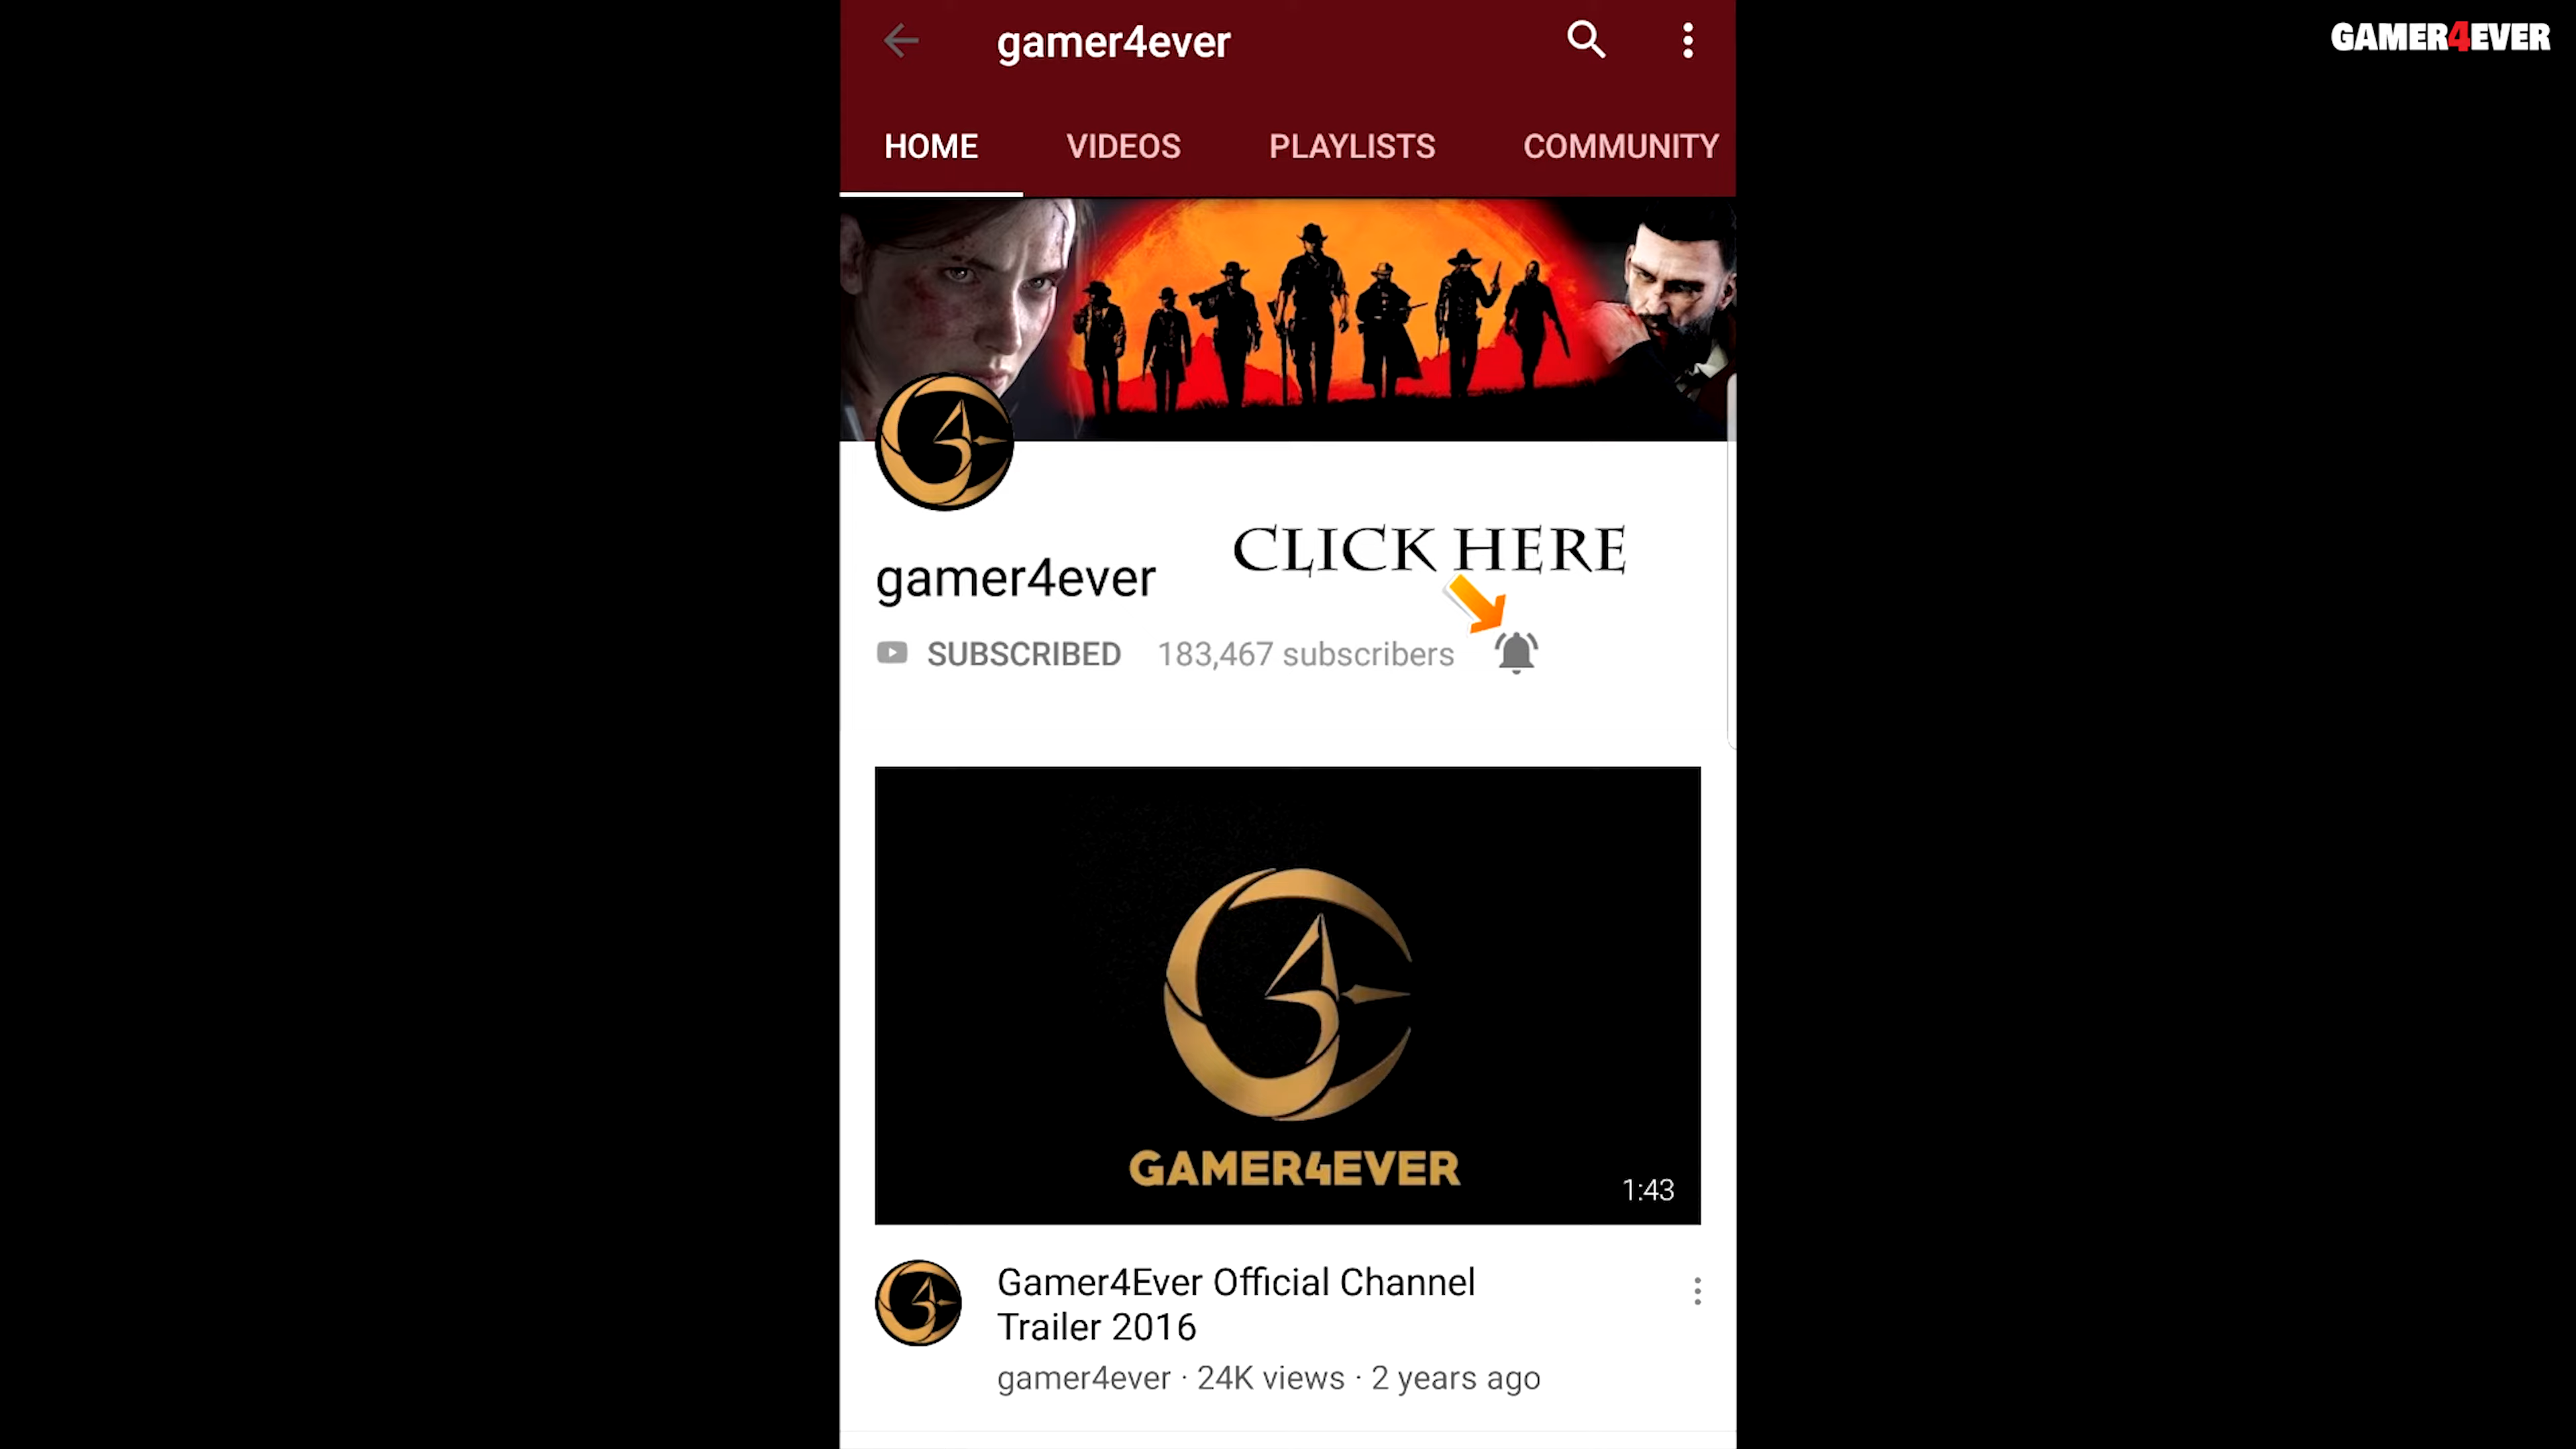 GAMER4EVER
gamer4ever
HOME VIDEOS PLAYLISTS COMMUNITY
CLICK HERE
gamer4ever
SUBSCRIBED 183,467 subscribers
GAMER4EVER
1:43
Gamer4Ever Official Channel
Trailer 2016
gamer4ever · 24K views · 2 years ago